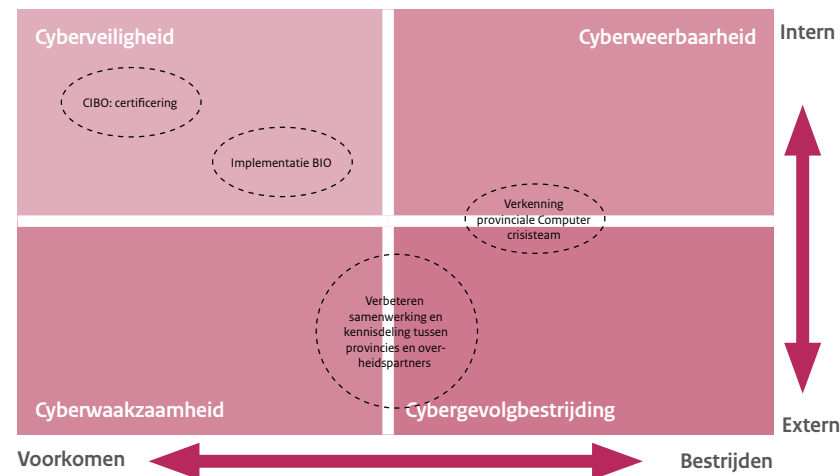 Cyberveiligheid
Cyberweerbaarheid
Intern
CIBO: certificering
Implementatie BIO
Verkenning
provinciale Computer
crisisteam
Verbeteren
samenwerking en
kennisdeling tussen
provincies en over-
heidspartners
Cyberwaakzaamheid
Cybergevolgbestrijding
Extern
Voorkomen
Bestrijden